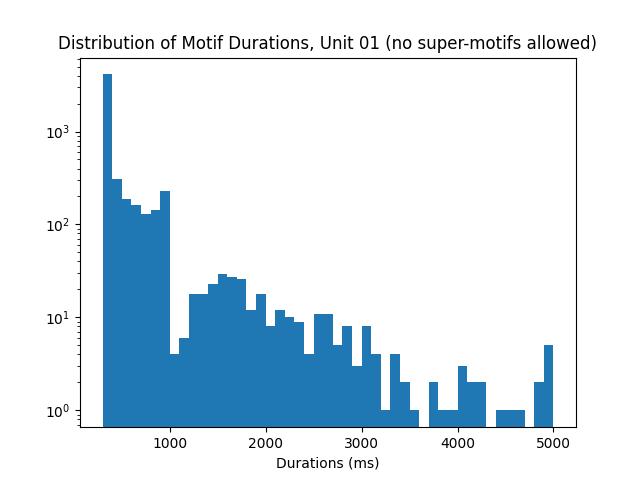 Distribution of Motif Durations, Unit 01 (no super-motifs allowed)
10³
10²
10¹
10⁰
1000 2000 3000 4000 5000
Durations (ms)